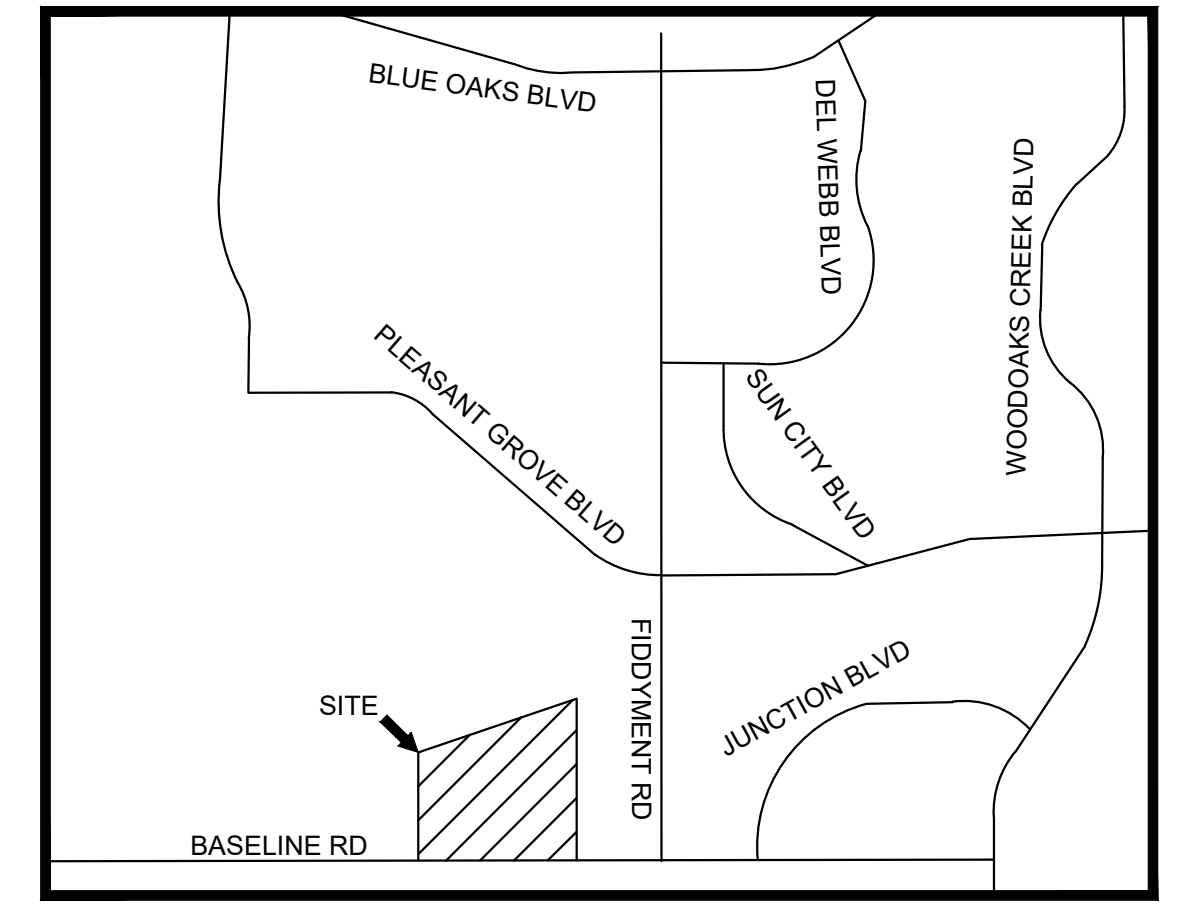 BLUE OAKS BLVD
DEL WEBB BLVD
WOODOAKS CREEK BLVD
PLEASANT GROVE BLVD
SUN CITY BLVD
FIDDYMENT RD
JUNCTION BLVD
SITE
BASELINE RD